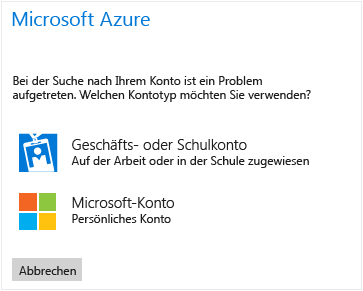 Microsoft Azure
Bei der Suche nach Ihrem Konto ist ein Problem
aufgetreten. Welchen Kontotyp möchten Sie verwenden?
Geschäfts- oder Schulkonto
Auf der Arbeit oder in der Schule zugewiesen
Microsoft-Konto
Persönliches Konto
Abbrechen